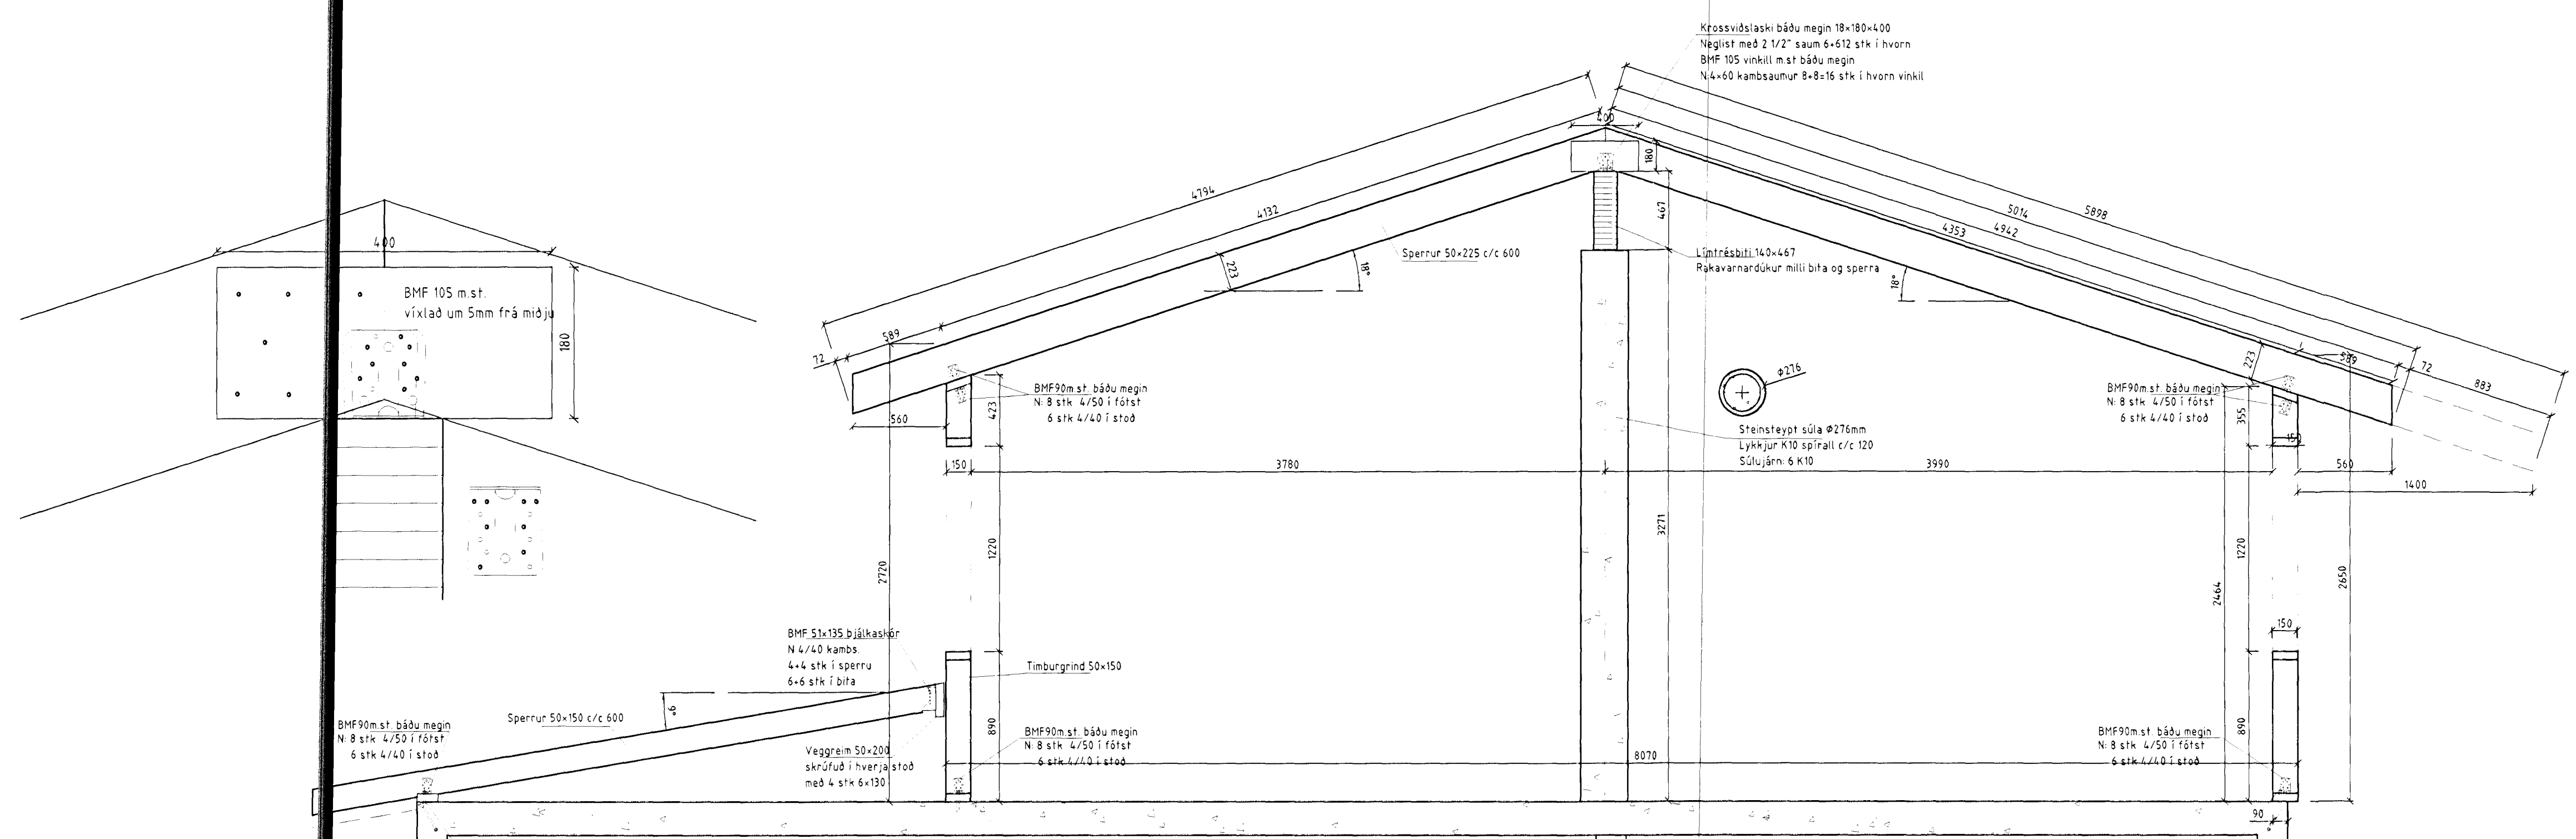 Krossviðslaski báðu megin 18×180×400
Neglist með 2 1/2" saum 6+612 stk í hvorn
BMF 105 vinkill m.st báðu megin
N:4×60 kambsaumur 8+8=16 stk í hvorn vinkil
400
180
467
4794
4132
5898
5014
4942
4353
Sperrur 50×225 c/c 600
223
18°
Límtrésbiti 140×467
Rakavarnardúkur milli bita og sperra
18°
400
BMF 105 m.st.
víxlað um 5mm frá miðju
180
589
72
560
BMF90m.st. báðu megin
N: 8 stk 4/50 í fótst
6 stk 4/40 í stoð
423
150
3780
3990
Φ276
Steinsteypt súla Φ276mm
Lykkjur K10 spírall c/c 120
Súlujárn: 6 K10
223
589
72
883
BMF90m.st. báðu megin
N: 8 stk 4/50 í fótst
6 stk 4/40 í stoð
355
150
560
1400
2720
1220
3271
2464
1220
2650
BMF 51×135 bjálkaskór
N 4/40 kambs.
4+4 stk í sperru
6+6 stk í bita
Timburgrind 50×150
150
6°
Sperrur 50×150 c/c 600
BMF90m.st. báðu megin
N: 8 stk 4/50 í fótst
6 stk 4/40 í stoð
Veggreim 50×200
skrúfuð í hverja stoð
með 4 stk 6×130
890
BMF90m.st. báðu megin
N: 8 stk 4/50 í fótst
6 stk 4/40 í stoð
8070
BMF90m.st. báðu megin
N: 8 stk 4/50 í fótst
6 stk 4/40 í stoð
890
90